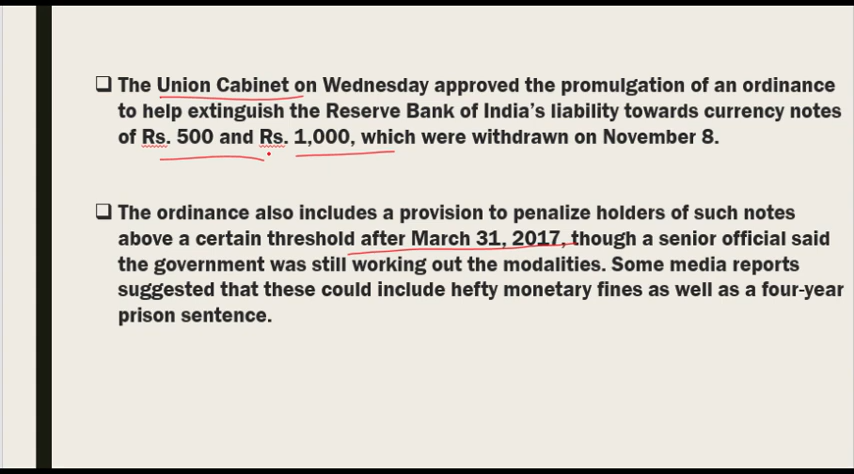 ❑ The Union Cabinet on Wednesday approved the promulgation of an ordinance
to help extinguish the Reserve Bank of India's liability towards currency notes
of Rs. 500 and Rs. 1,000, which were withdrawn on November 8.
❑ The ordinance also includes a provision to penalize holders of such notes
above a certain threshold after March 31, 2017, though a senior official said
the government was still working out the modalities. Some media reports
suggested that these could include hefty monetary fines as well as a four-year
prison sentence.